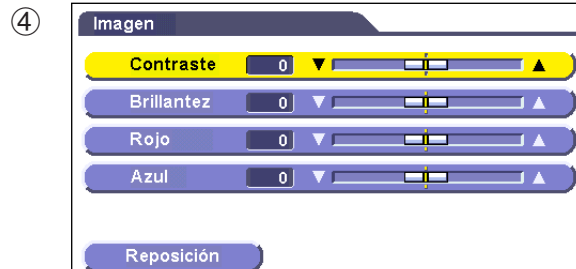 ④
Imagen
Contraste 0
Brillantez 0
Rojo 0
Azul 0
Reposición